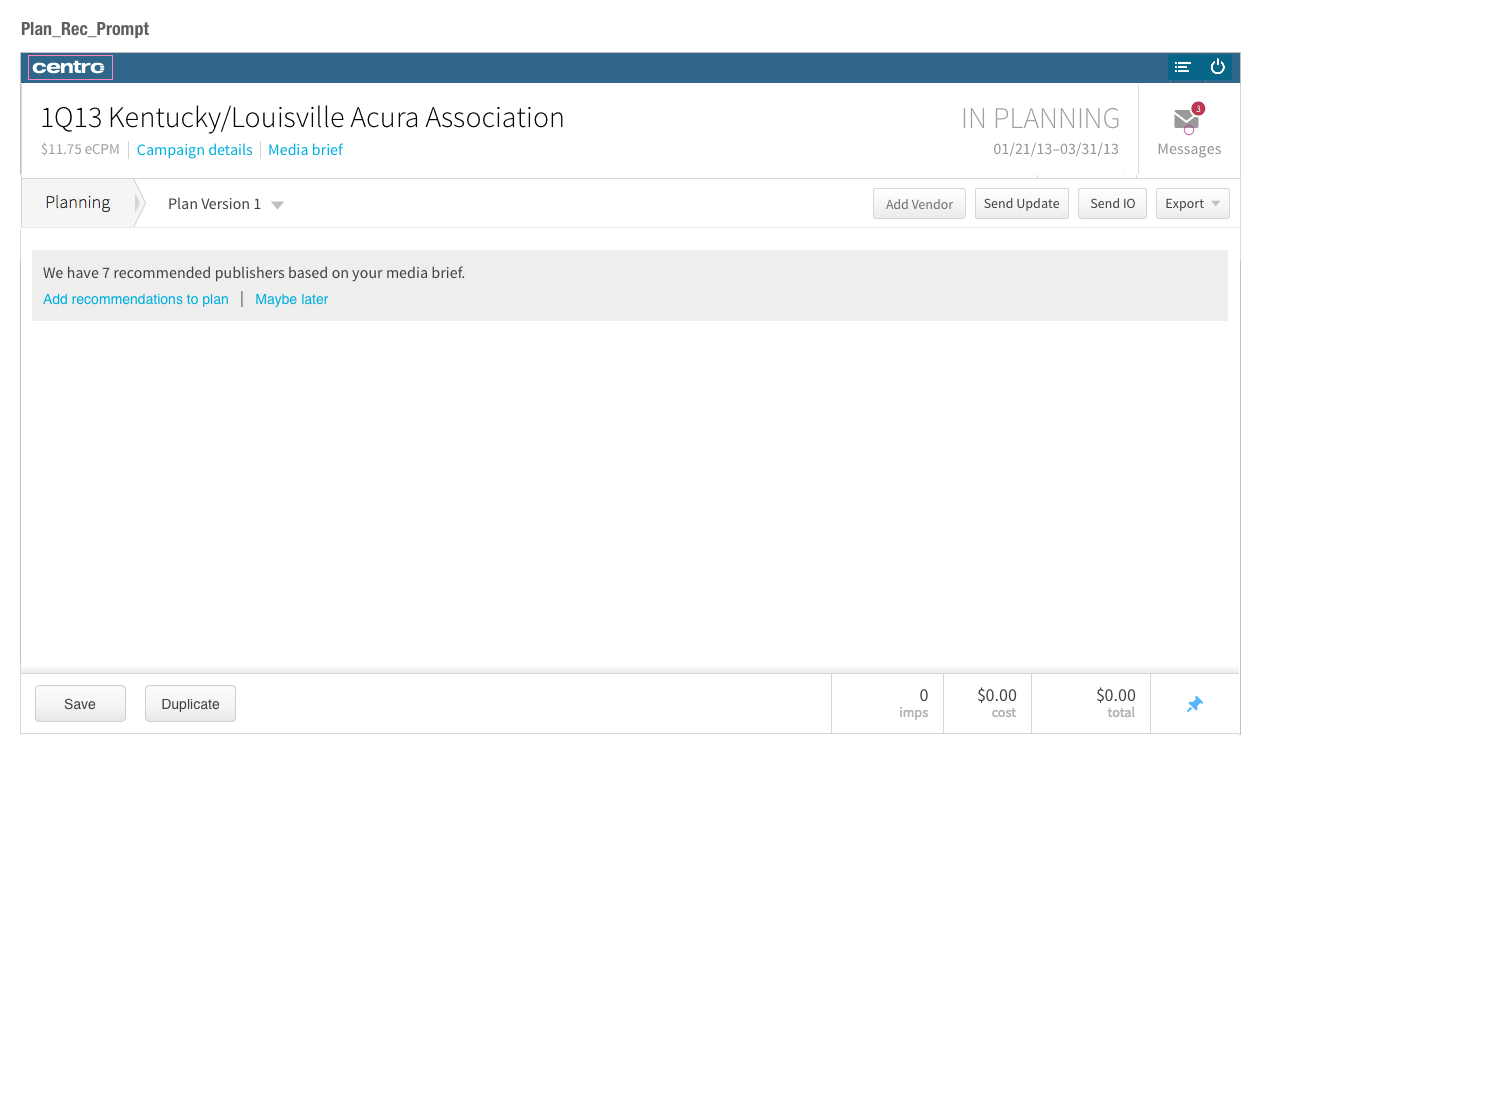 Plan_Rec_Prompt
centro
1Q13 Kentucky/Louisville Acura Association
IN PLANNING
3
$11.75 eCPM
Campaign details
Media brief
01/21/13–03/31/13
Messages
Planning
Plan Version 1
Add Vendor
Send Update
Send IO
Export
We have 7 recommended publishers based on your media brief.
Add recommendations to plan | Maybe later
Save
Duplicate
0
imps
$0.00
cost
$0.00
total